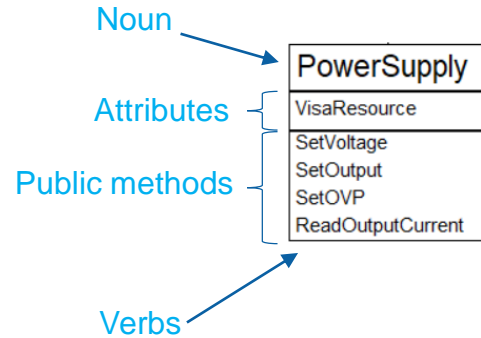 Noun
PowerSupply
Attributes
VisaResource
Public methods
SetVoltage
SetOutput
SetOVP
ReadOutputCurrent
Verbs